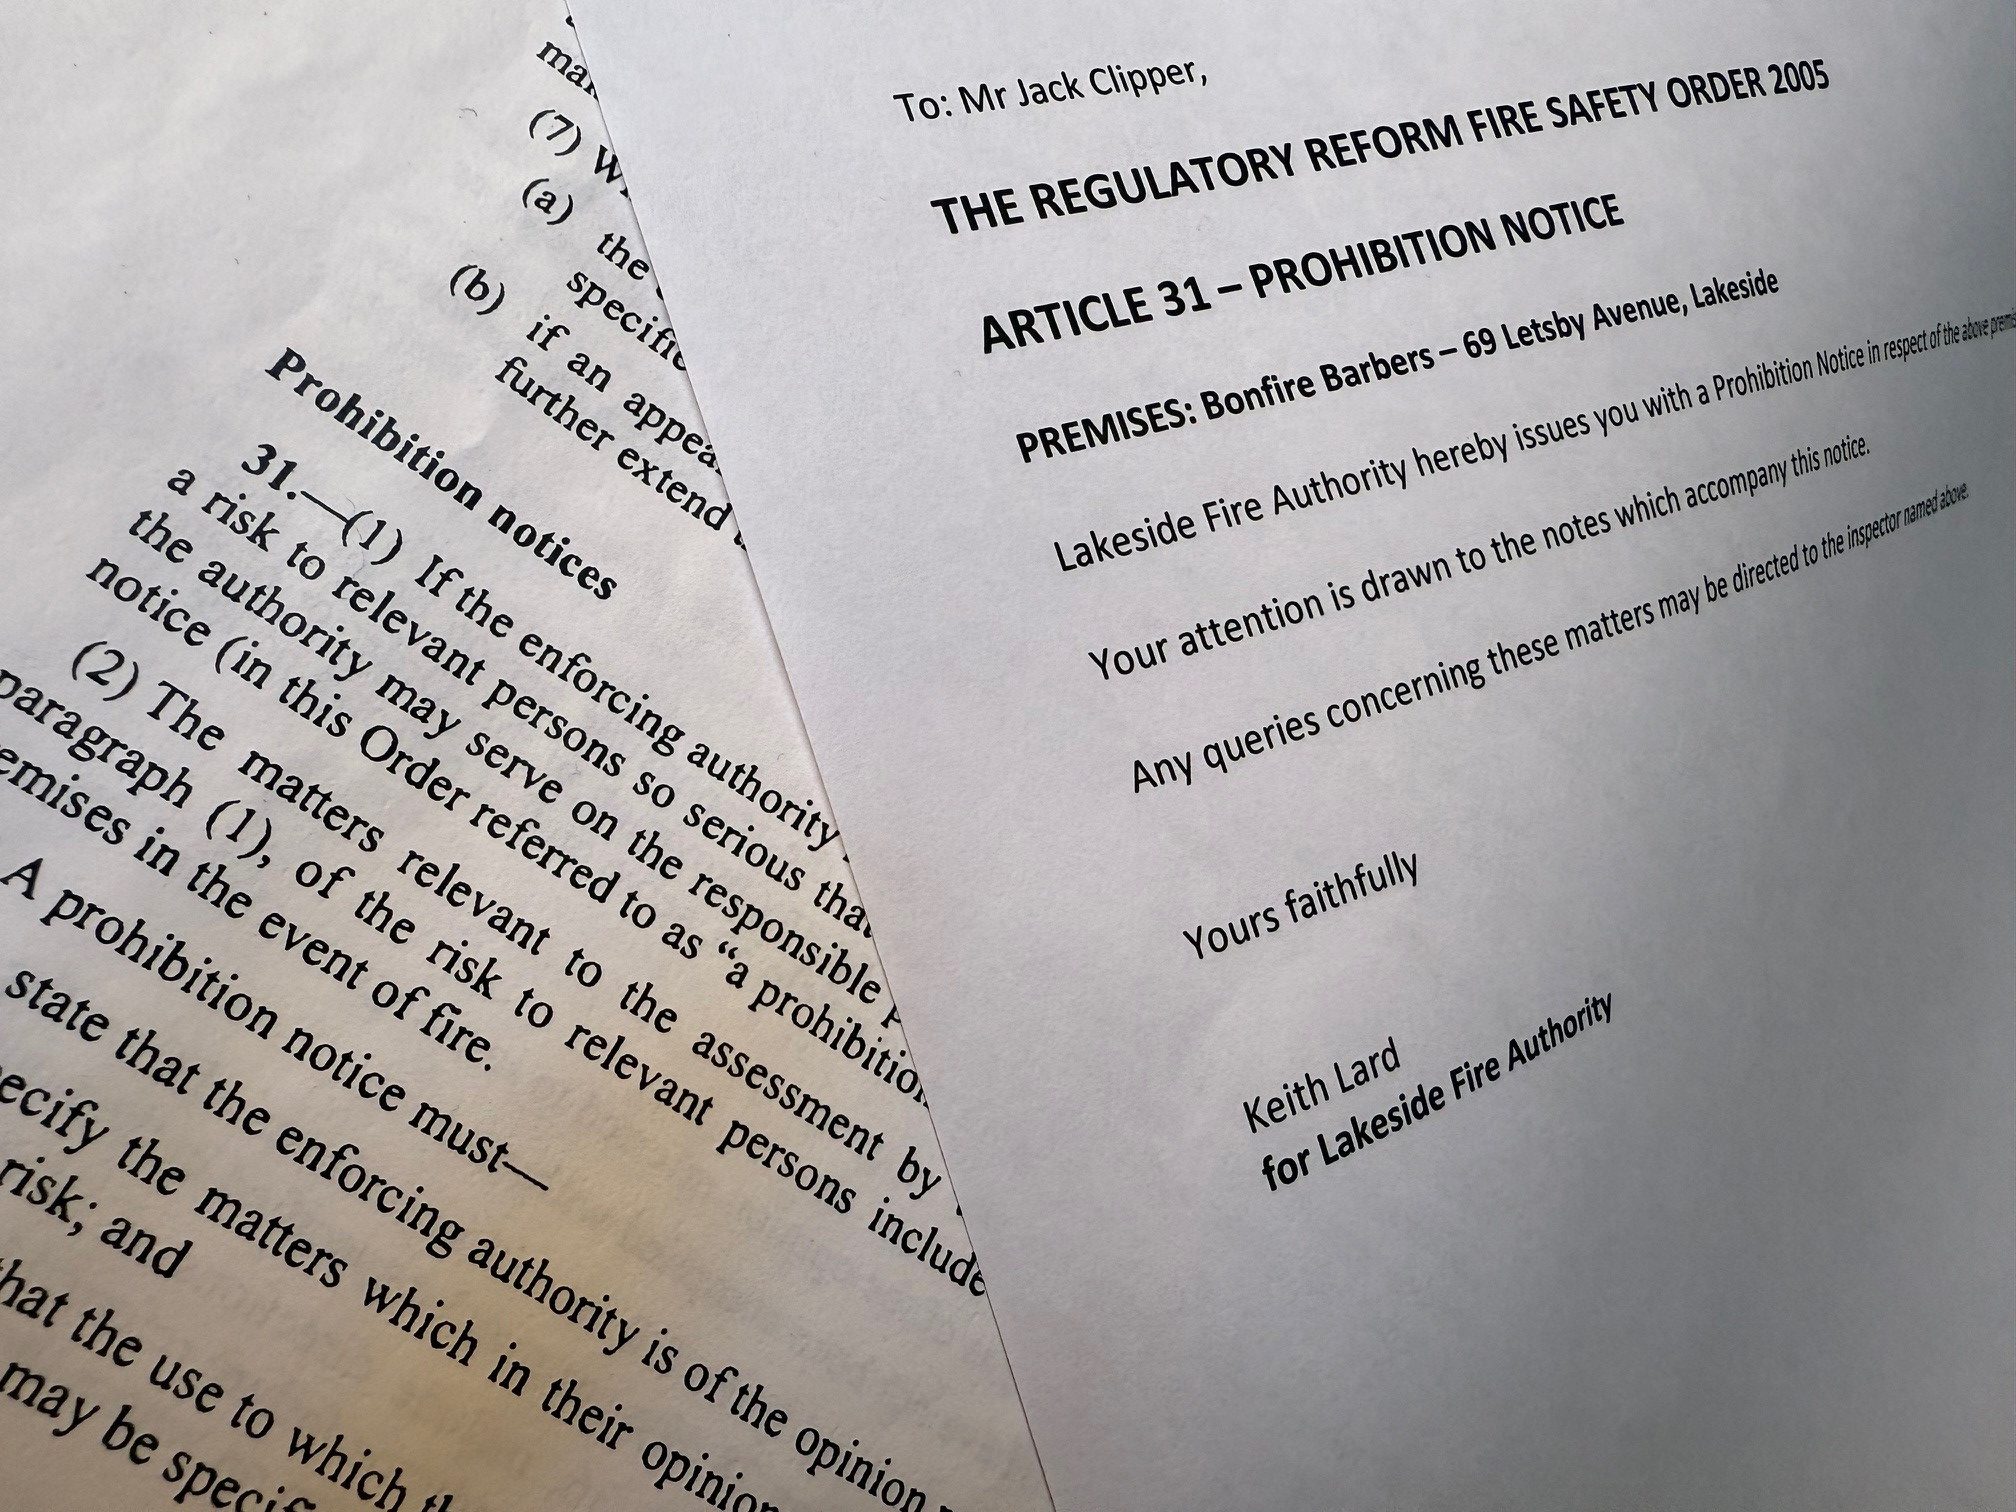 (7)
(a) the
specifie
(b) if an appea
further extend
Prohibition notices
31.—(1) If the enforcing authority
a risk to relevant persons so serious that
the authority may serve on the responsible
notice (in this Order referred to as “a prohibition
(2) The matters relevant to the assessment by
paragraph (1), of the risk to relevant persons include
emises in the event of fire.
A prohibition notice must—
state that the enforcing authority is of the opinion
ecify the matters which in their opinion
risk; and
hat the use to which
may be specif
To: Mr Jack Clipper,
THE REGULATORY REFORM FIRE SAFETY ORDER 2005
ARTICLE 31 – PROHIBITION NOTICE
PREMISES: Bonfire Barbers – 69 Letsby Avenue, Lakeside
Lakeside Fire Authority hereby issues you with a Prohibition Notice in respect of the above premis
Your attention is drawn to the notes which accompany this notice.
Any queries concerning these matters may be directed to the inspector named above.
Yours faithfully
Keith Lard
for Lakeside Fire Authority